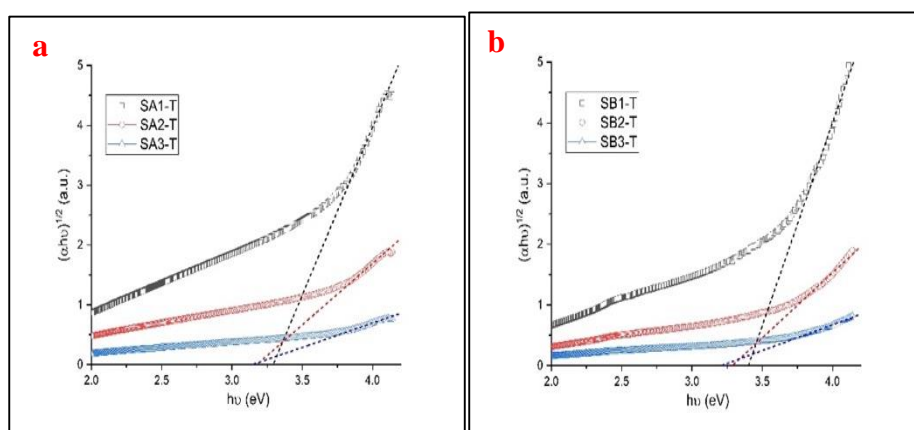 a
5
4
3
2
1
0
(αhυ)1/2 (a.u.)
SA1-T
SA2-T
SA3-T
2.0 2.5 3.0 3.5 4.0
hυ (eV)
b
5
4
3
2
1
0
(αhυ)1/2 (a.u.)
SB1-T
SB2-T
SB3-T
2.0 2.5 3.0 3.5 4.0
hυ (eV)